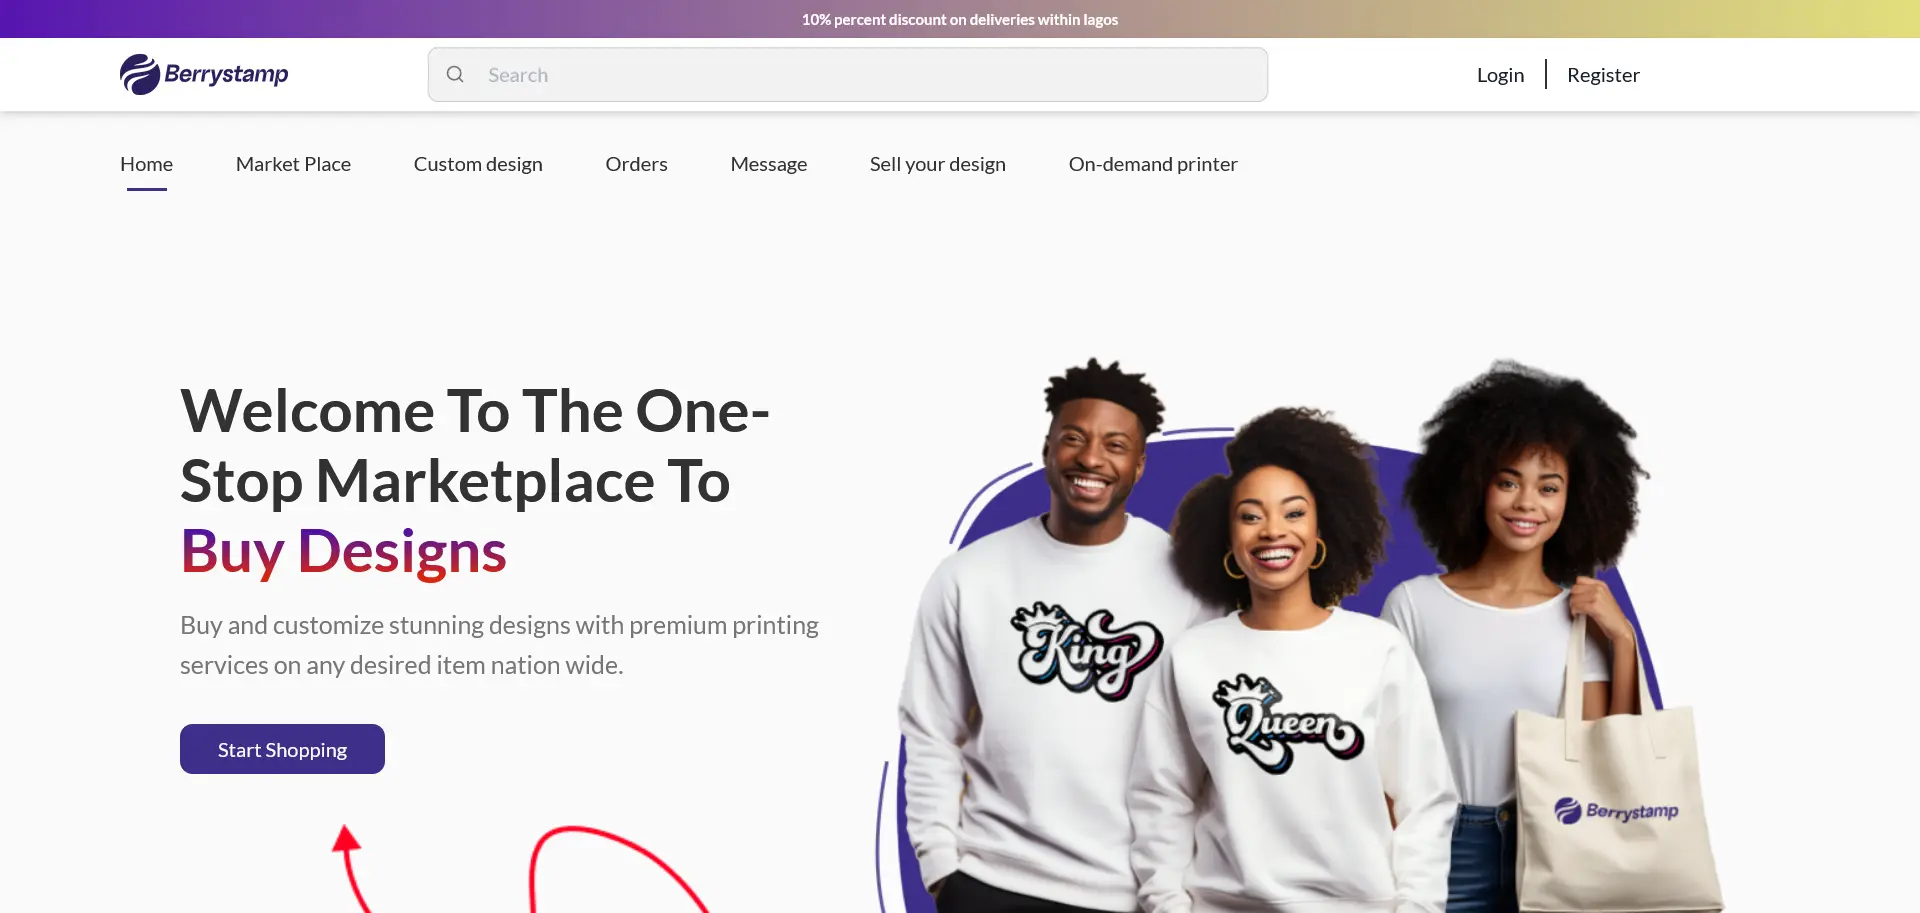 10% percent discount on deliveries within lagos
Berrystamp
Search
Login
Register
Home
Market Place
Custom design
Orders
Message
Sell your design
On-demand printer
Welcome To The One-
Stop Marketplace To
Buy Designs
Buy and customize stunning designs with premium printing
services on any desired item nation wide.
Start Shopping
King
Queen
Berrystamp